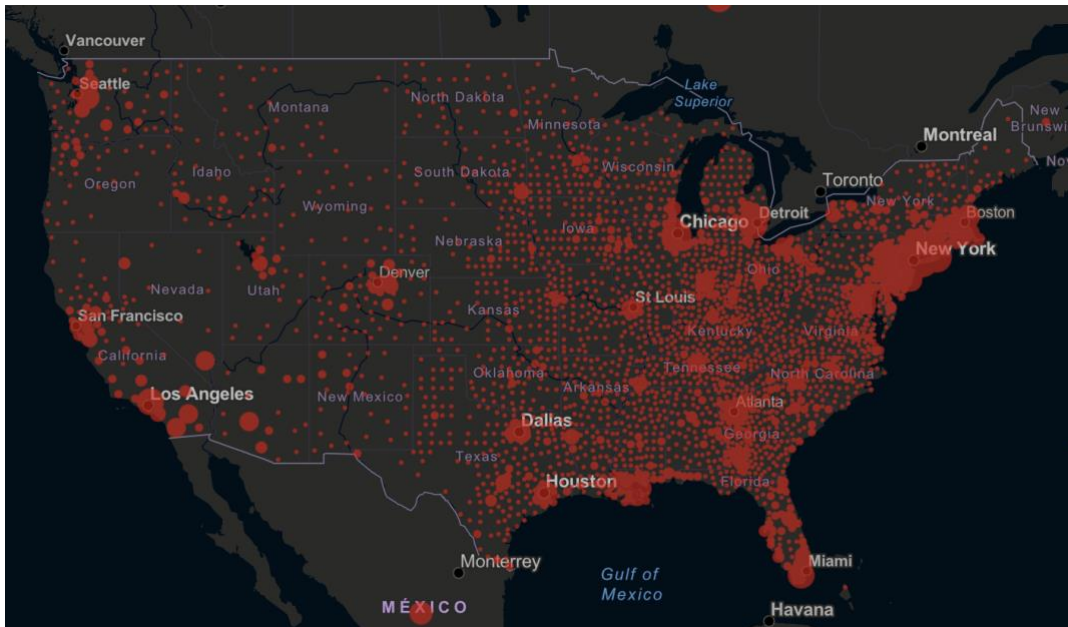 Vancouver
Seattle
Montana
North Dakota
Lake
Superior
Minnesota
Montreal
New
Brunsw
Nov
Oregon
Idaho
South Dakota
Wisconsin
Toronto
Wyoming
New York
Boston
Chicago
Detroit
Nebraska
Iowa
New York
Nevada
Utah
Denver
Ohio
San Francisco
Kansas
St Louis
California
Kentucky
Virginia
Oklahoma
Tennessee
Los Angeles
New Mexico
Arkansas
North Carolina
Dallas
Atlanta
Georgia
Texas
Houston
Florida
Monterrey
Gulf of
Mexico
Miami
MÉXICO
Havana